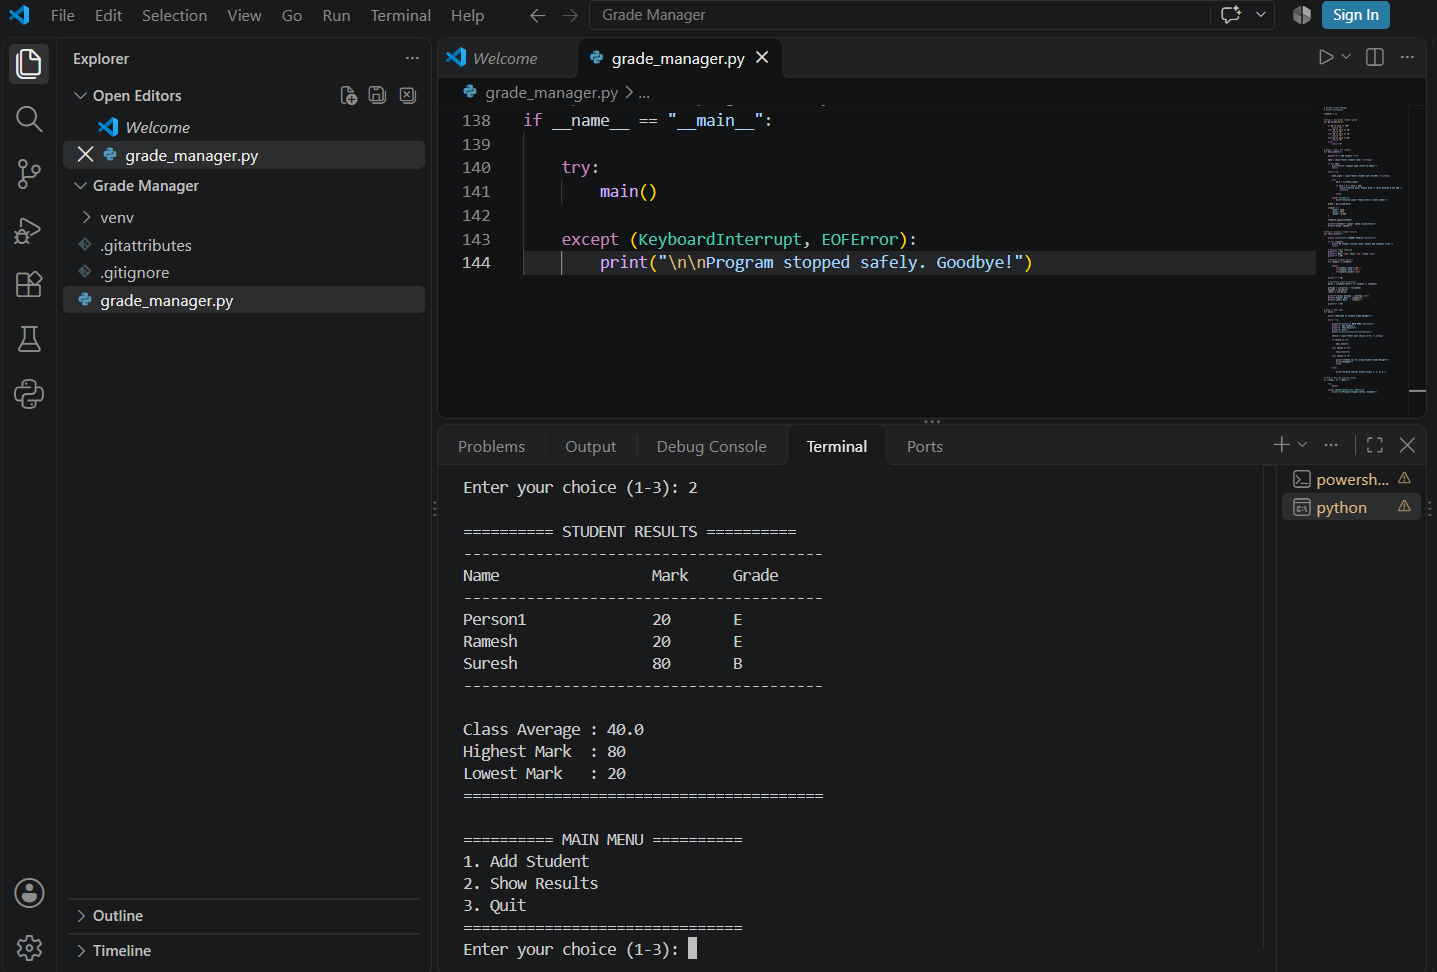 File Edit Selection View Go Run Terminal Help
Grade Manager
Sign In
Explorer
Open Editors
Welcome
grade_manager.py
Grade Manager
venv
.gitattributes
.gitignore
grade_manager.py
Outline
Timeline
Welcome
grade_manager.py
grade_manager.py > ...
138 if __name__ == "__main__":
139
140 try:
141 main()
142
143 except (KeyboardInterrupt, EOFError):
144 print("\n\nProgram stopped safely. Goodbye!")
Problems Output Debug Console Terminal Ports
Enter your choice (1-3): 2
========== STUDENT RESULTS ==========
----------------------------------------
Name Mark Grade
----------------------------------------
Person1 20 E
Ramesh 20 E
Suresh 80 B
----------------------------------------
Class Average : 40.0
Highest Mark : 80
Lowest Mark : 20
========================================
========== MAIN MENU ==========
1. Add Student
2. Show Results
3. Quit
===============================
Enter your choice (1-3):
powersh...
python